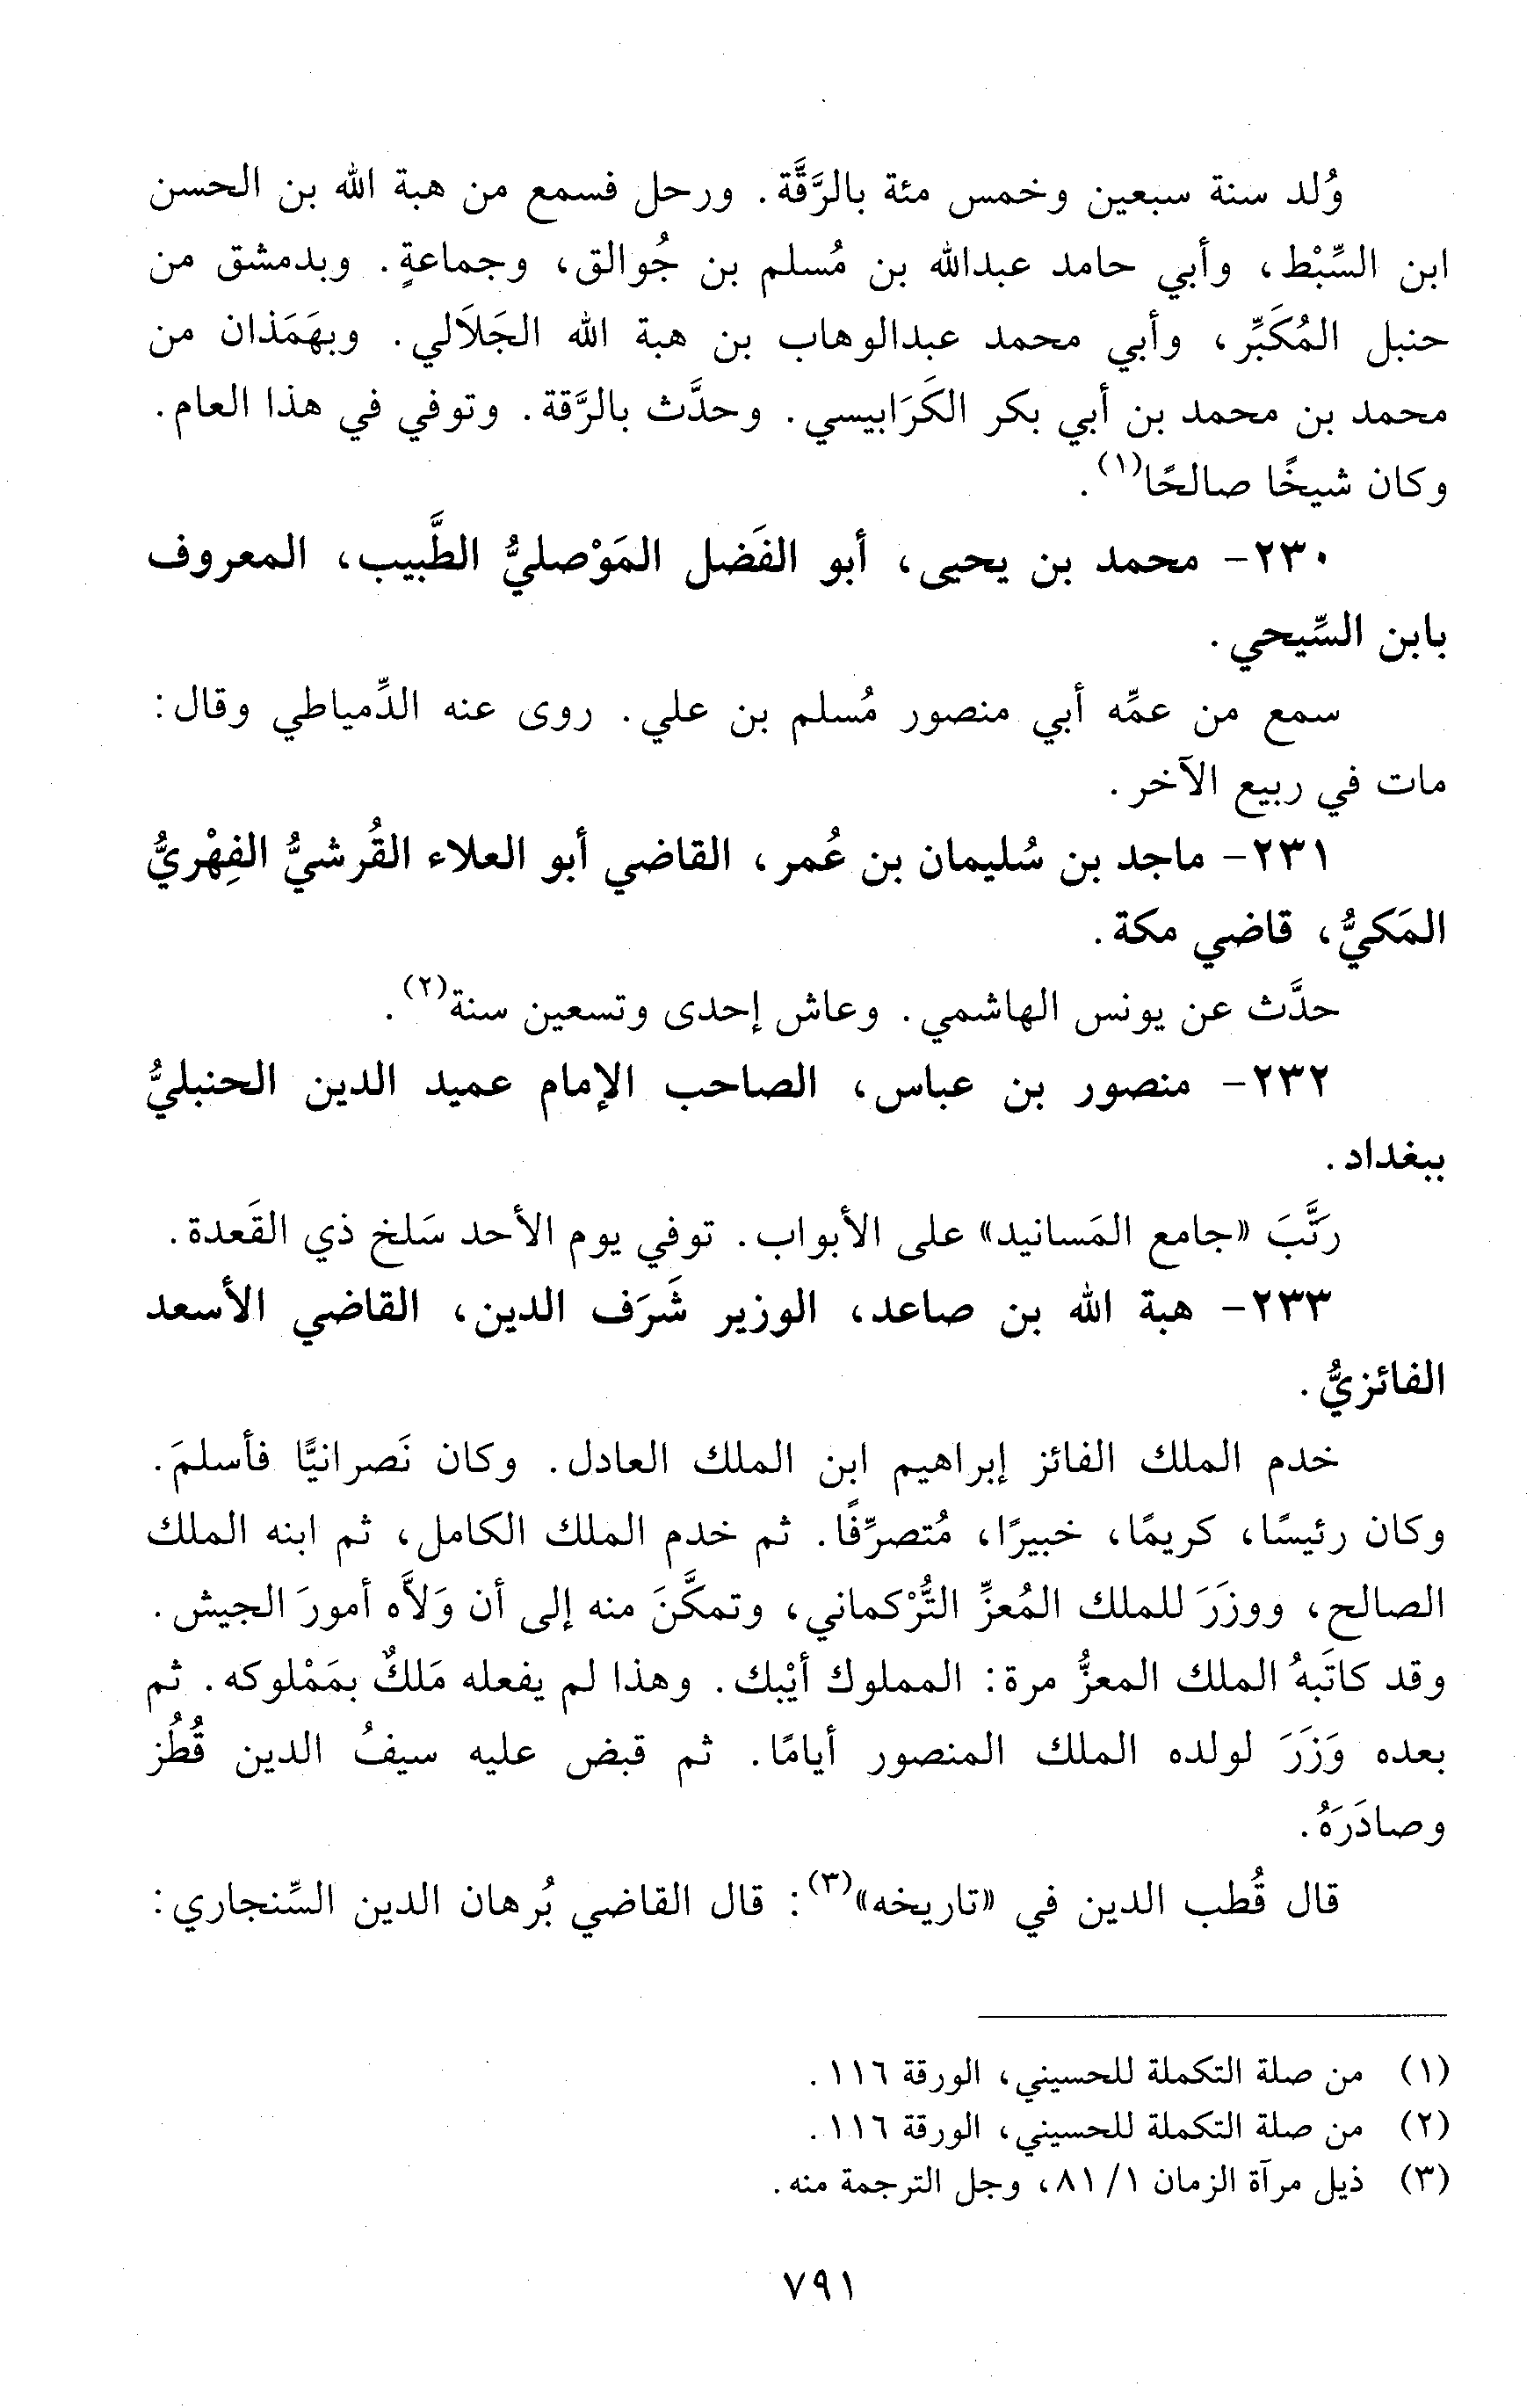 وُلد سنة سبعين وخمس مئة بالرَّقَّة. ورحل فسمع من هبة الله بن الحسن
ابن السِّبْط، وأبي حامد عبدالله بن مُسلم بن جُوالق، وجماعةٍ. وبدمشق من
حنبل المُكَبِّر، وأبي محمد عبدالوهاب بن هبة الله الجَلاَلي. وبهَمَذان من
محمد بن محمد بن أبي بكر الكَرَابيسي. وحدَّث بالرَّقة. وتوفي في هذا العام.
وكان شيخًا صالحًا(١).
٢٣٠- محمد بن يحيى، أبو الفَضل المَوْصليُّ الطَّبيب، المعروف
بابن السِّيحي.
سمع من عمِّه أبي منصور مُسلم بن علي. روى عنه الدِّمياطي وقال:
مات في ربيع الآخر.
٢٣١- ماجد بن سُليمان بن عُمر، القاضي أبو العلاء القُرشيُّ الفِهْريُّ
المَكيُّ، قاضي مكة.
حدَّث عن يونس الهاشمي. وعاش إحدى وتسعين سنة(٢).
٢٣٢- منصور بن عباس، الصاحب الإمام عميد الدين الحنبليُّ
ببغداد.
رَتَّبَ «جامع المَسانيد» على الأبواب. توفي يوم الأحد سَلخ ذي القَعدة.
٢٣٣- هبة الله بن صاعد، الوزير شَرَف الدين، القاضي الأسعد
الفائزيُّ.
خدم الملك الفائز إبراهيم ابن الملك العادل. وكان نَصرانيًّا فأسلمَ.
وكان رئيسًا، كريمًا، خبيرًا، مُتصرِّفًا. ثم خدم الملك الكامل، ثم ابنه الملك
الصالح، ووزَرَ للملك المُعزِّ التُّرْكماني، وتمكَّنَ منه إلى أن وَلاَّه أمورَ الجيش.
وقد كاتَبهُ الملك المعزُّ مرة: المملوك أيْبك. وهذا لم يفعله مَلكٌ بمَمْلوكه. ثم
بعده وَزَرَ لولده الملك المنصور أيامًا. ثم قبض عليه سيفُ الدين قُطُز
وصادَرَهُ.
قال قُطب الدين في «تاريخه»(٣): قال القاضي بُرهان الدين السِّنجاري:
(١) من صلة التكملة للحسيني، الورقة ١١٦.
(٢) من صلة التكملة للحسيني، الورقة ١١٦.
(٣) ذيل مرآة الزمان ١/ ٨١، وجل الترجمة منه.
٧٩١